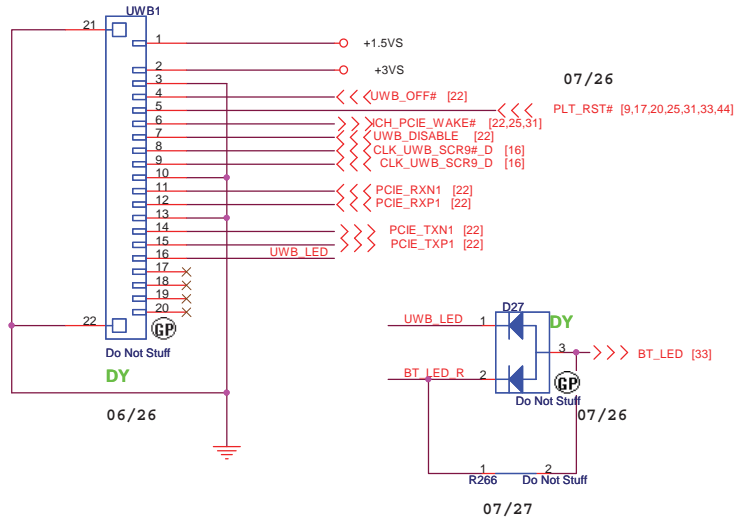 UWB1
21
1 +1.5VS
2 +3VS
3
4 UWB_OFF# [22]
07/26
5 PLT_RST# [9,17,20,25,31,33,44]
6 ICH_PCIE_WAKE# [22,25,31]
7 UWB_DISABLE [22]
8 CLK_UWB_SCR9#_D [16]
9 CLK_UWB_SCR9_D [16]
10
11 PCIE_RXN1 [22]
12 PCIE_RXP1 [22]
13
14 PCIE_TXN1 [22]
15 PCIE_TXP1 [22]
16 UWB_LED
17
18
19
20
22
GP
Do Not Stuff
DY
06/26
D27
UWB_LED 1
DY
3 BT_LED [33]
BT_LED_R 2
GP
Do Not Stuff
07/26
1 2
R266 Do Not Stuff
07/27